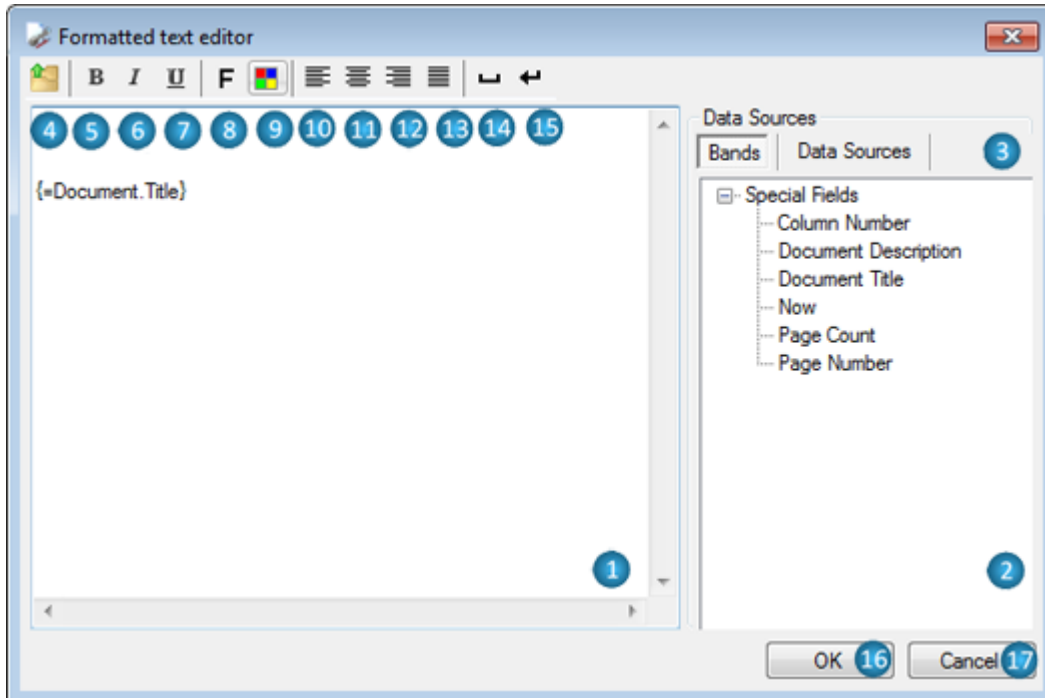 Formatted text editor
B I U F
4 5 6 7 8 9 10 11 12 13 14 15
{=Document.Title}
1
Data Sources
Bands Data Sources 3
Special Fields
Column Number
Document Description
Document Title
Now
Page Count
Page Number
2
OK 16 Cancel 17